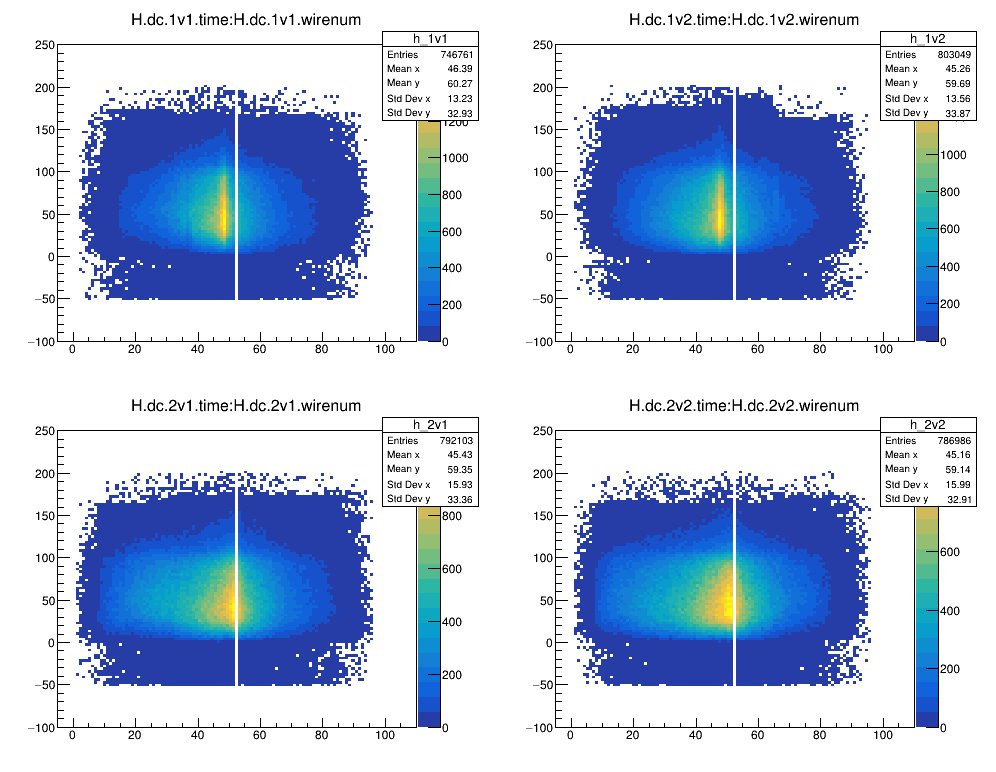 H.dc.1v1.time:H.dc.1v1.wirenum
h_1v1
Entries 746761
Mean x 46.39
Mean y 60.27
Std Dev x 13.23
Std Dev y 32.93
250
200
150
100
50
0
−50
−100
0 20 40 60 80 100
1200
1000
800
600
400
200
0
H.dc.1v2.time:H.dc.1v2.wirenum
h_1v2
Entries 803049
Mean x 45.26
Mean y 59.69
Std Dev x 13.56
Std Dev y 33.87
250
200
150
100
50
0
−50
−100
0 20 40 60 80 100
1000
800
600
400
200
0
H.dc.2v1.time:H.dc.2v1.wirenum
h_2v1
Entries 792103
Mean x 45.43
Mean y 59.35
Std Dev x 15.93
Std Dev y 33.36
250
200
150
100
50
0
−50
−100
0 20 40 60 80 100
800
600
400
200
0
H.dc.2v2.time:H.dc.2v2.wirenum
h_2v2
Entries 786986
Mean x 45.16
Mean y 59.14
Std Dev x 15.99
Std Dev y 32.91
250
200
150
100
50
0
−50
−100
0 20 40 60 80 100
600
400
200
0